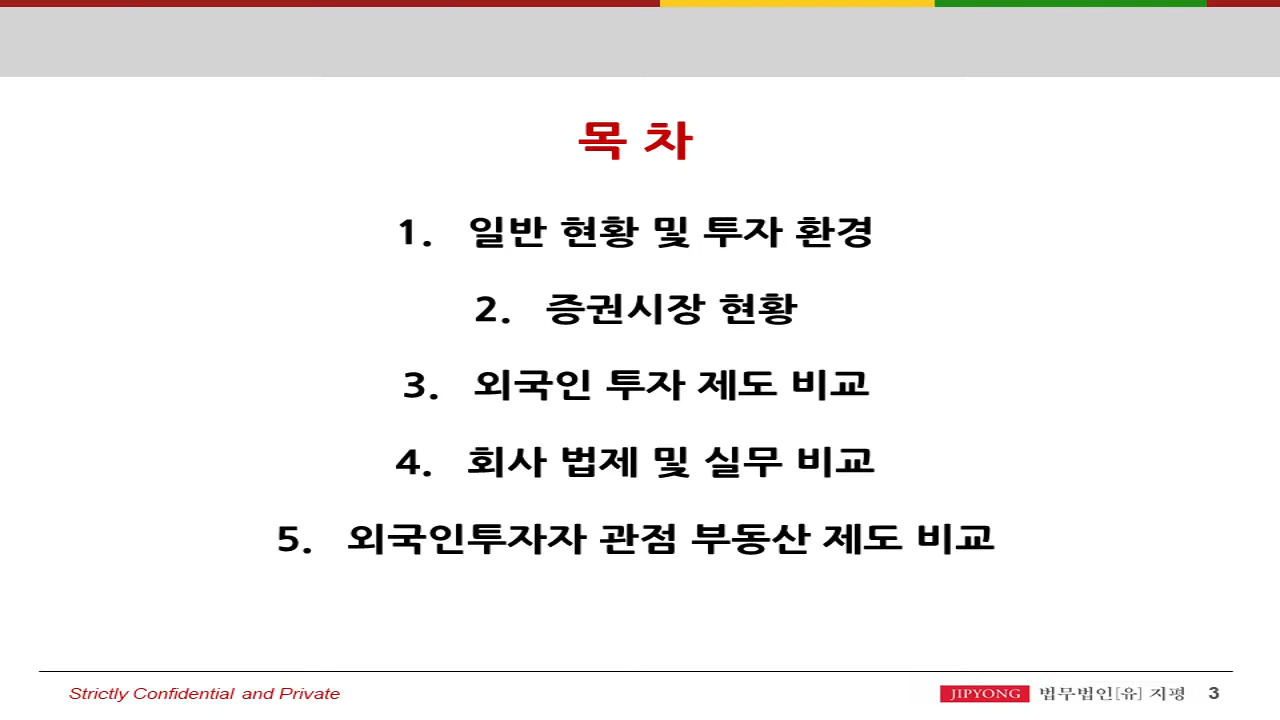 목 차
1. 일반 현황 및 투자 환경
2. 증권시장 현황
3. 외국인 투자 제도 비교
4. 회사 법제 및 실무 비교
5. 외국인투자자 관점 부동산 제도 비교
Strictly Confidential and Private
JIPYONG 법무법인[유] 지평 3